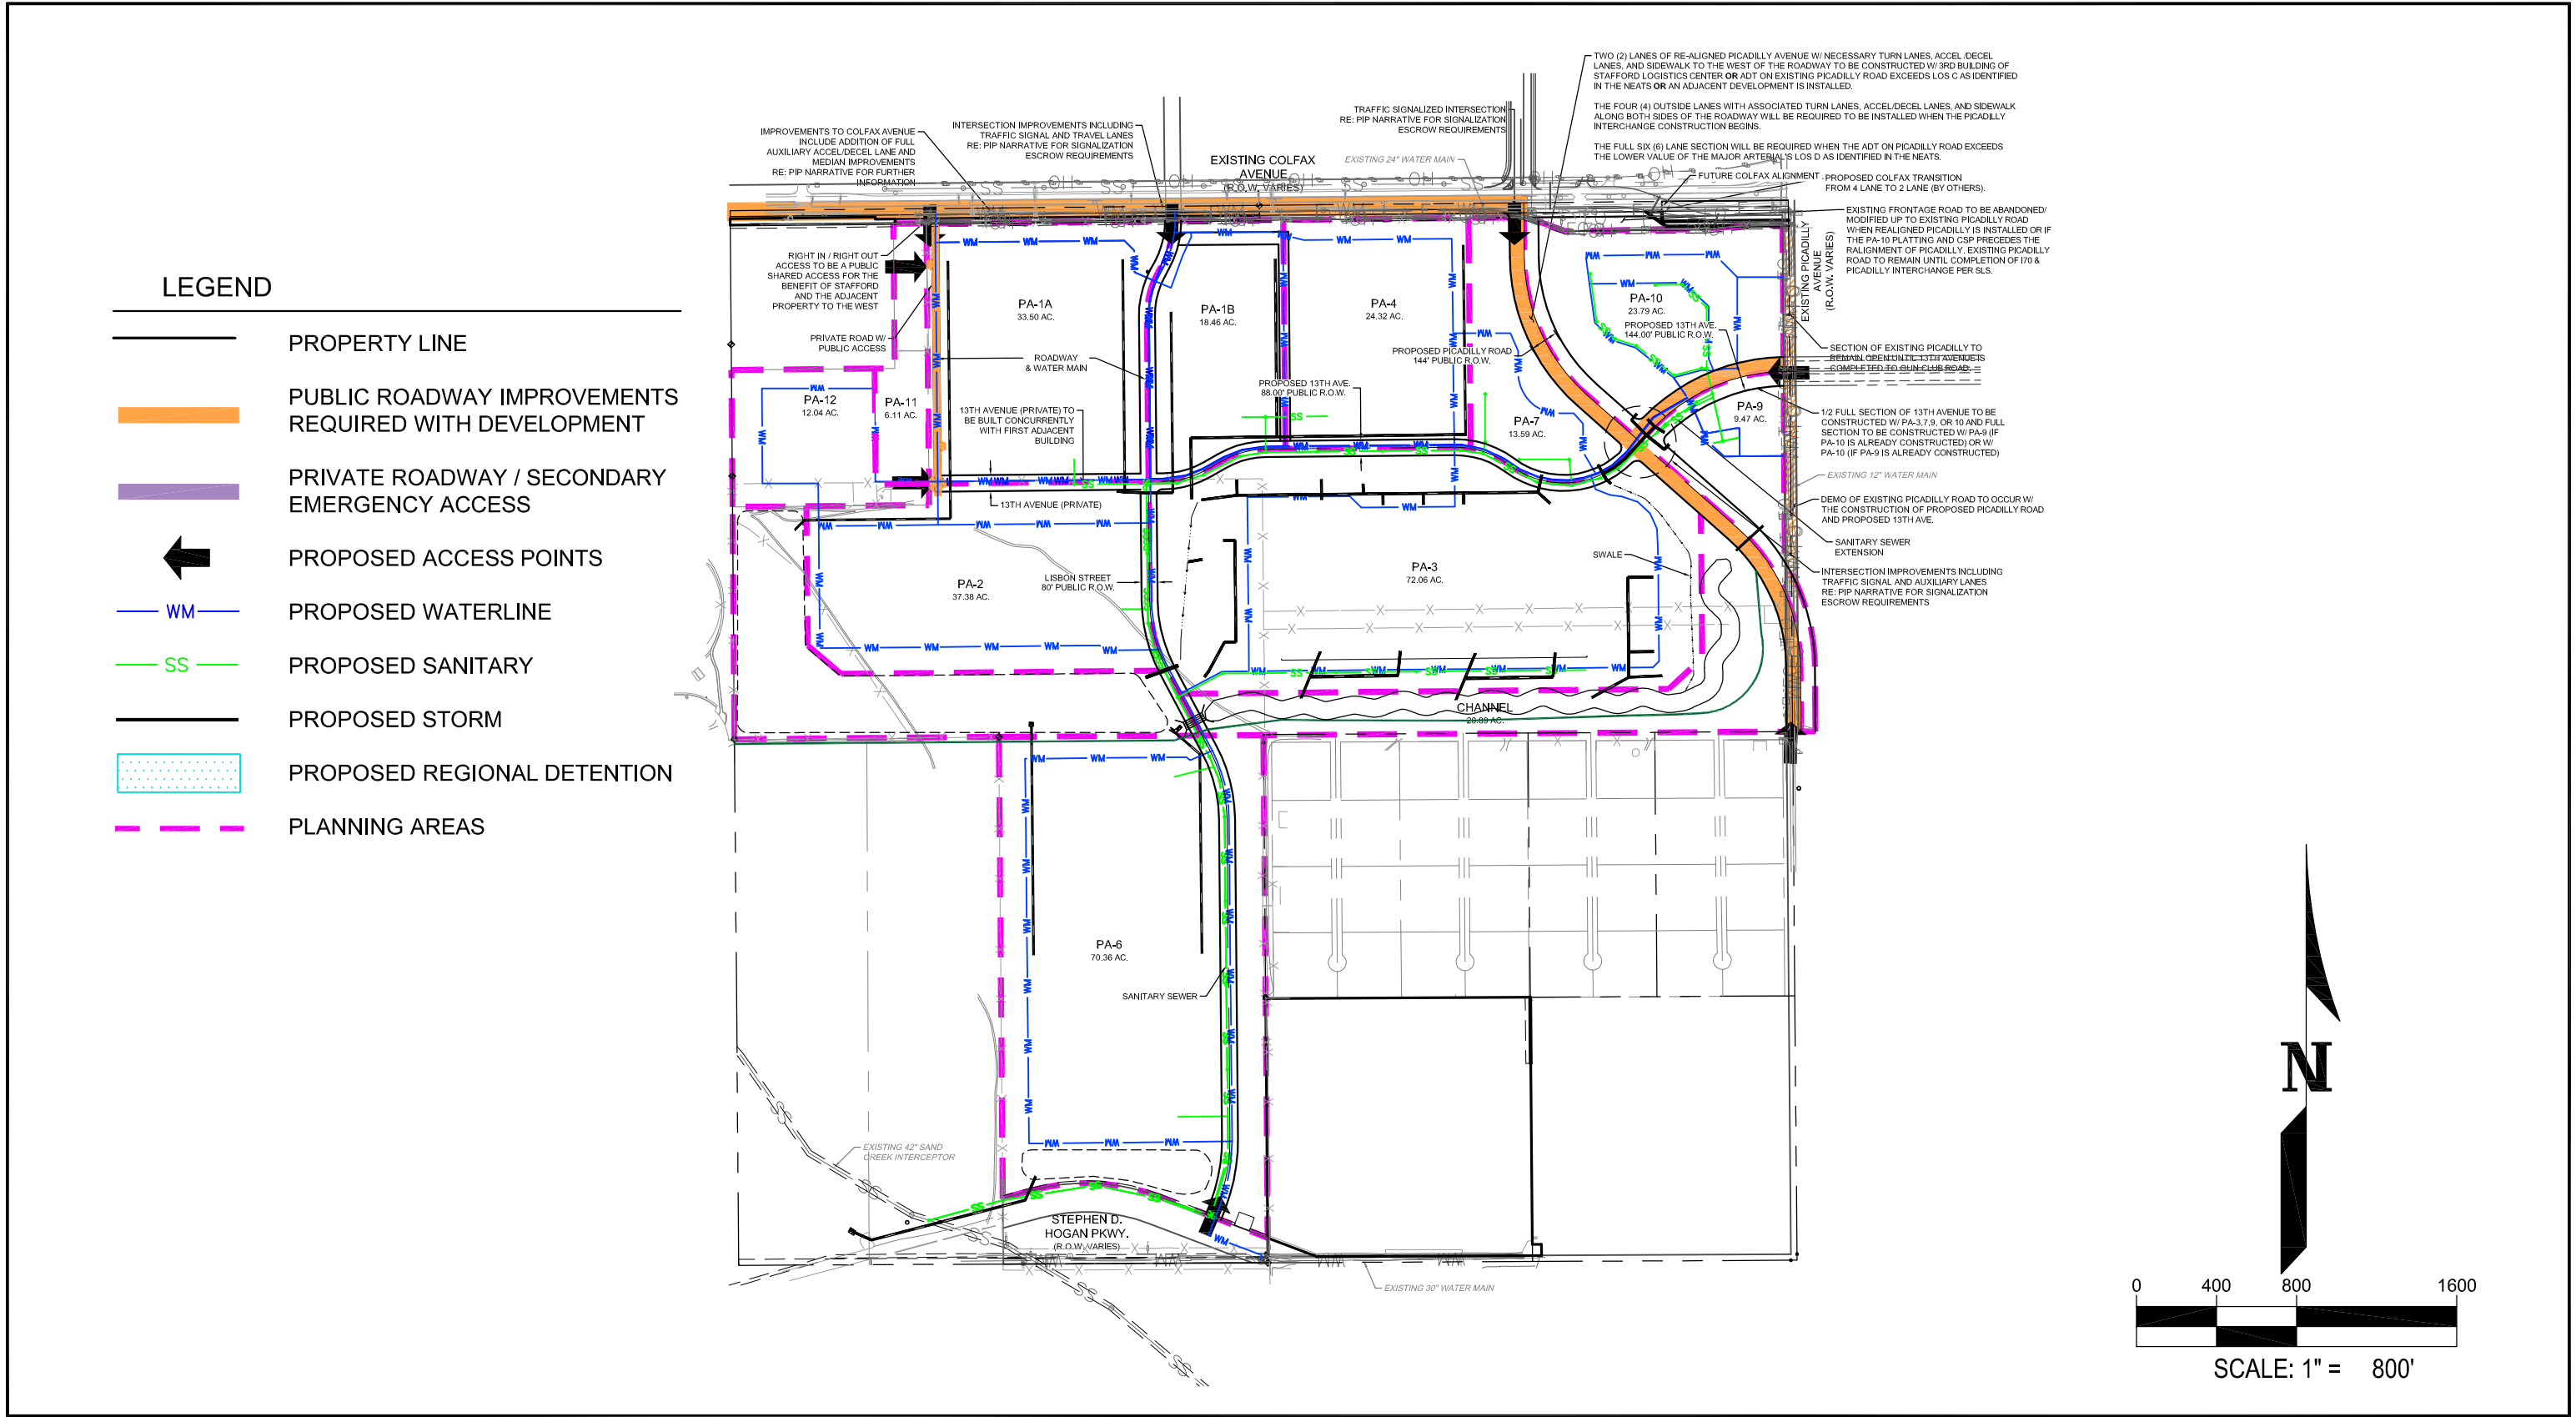 LEGEND
PROPERTY LINE
PUBLIC ROADWAY IMPROVEMENTS
REQUIRED WITH DEVELOPMENT
PRIVATE ROADWAY / SECONDARY
EMERGENCY ACCESS
PROPOSED ACCESS POINTS
WM
PROPOSED WATERLINE
SS
PROPOSED SANITARY
PROPOSED STORM
PROPOSED REGIONAL DETENTION
PLANNING AREAS
IMPROVEMENTS TO COLFAX AVENUE
INCLUDE ADDITION OF FULL
AUXILIARY ACCEL/DECEL LANE AND
MEDIAN IMPROVEMENTS
RE: PIP NARRATIVE FOR FURTHER
INFORMATION
INTERSECTION IMPROVEMENTS INCLUDING
TRAFFIC SIGNAL AND TRAVEL LANES
RE: PIP NARRATIVE FOR SIGNALIZATION
ESCROW REQUIREMENTS
EXISTING COLFAX
AVENUE
(R.O.W. VARIES)
EXISTING 24" WATER MAIN
TRAFFIC SIGNALIZED INTERSECTION
RE: PIP NARRATIVE FOR SIGNALIZATION
ESCROW REQUIREMENTS
TWO (2) LANES OF RE-ALIGNED PICADILLY AVENUE W/ NECESSARY TURN LANES, ACCEL /DECEL
LANES, AND SIDEWALK TO THE WEST OF THE ROADWAY TO BE CONSTRUCTED W/ 3RD BUILDING OF
STAFFORD LOGISTICS CENTER OR ADT ON EXISTING PICADILLY ROAD EXCEEDS LOS C AS IDENTIFIED
IN THE NEATS OR AN ADJACENT DEVELOPMENT IS INSTALLED.
THE FOUR (4) OUTSIDE LANES WITH ASSOCIATED TURN LANES, ACCEL/DECEL LANES, AND SIDEWALK
ALONG BOTH SIDES OF THE ROADWAY WILL BE REQUIRED TO BE INSTALLED WHEN THE PICADILLY
INTERCHANGE CONSTRUCTION BEGINS.
THE FULL SIX (6) LANE SECTION WILL BE REQUIRED WHEN THE ADT ON PICADILLY ROAD EXCEEDS
THE LOWER VALUE OF THE MAJOR ARTERIAL'S LOS D AS IDENTIFIED IN THE NEATS.
FUTURE COLFAX ALIGNMENT
PROPOSED COLFAX TRANSITION
FROM 4 LANE TO 2 LANE (BY OTHERS).
EXISTING FRONTAGE ROAD TO BE ABANDONED/
MODIFIED UP TO EXISTING PICADILLY ROAD
WHEN REALIGNED PICADILLY IS INSTALLED OR IF
THE PA-10 PLATTING AND CSP PRECEDES THE
RALIGNMENT OF PICADILLY. EXISTING PICADILLY
ROAD TO REMAIN UNTIL COMPLETION OF I70 &
PICADILLY INTERCHANGE PER SLS.
EXISTING PICADILLY
AVENUE
(R.O.W. VARIES)
RIGHT IN / RIGHT OUT
ACCESS TO BE A PUBLIC
SHARED ACCESS FOR THE
BENEFIT OF STAFFORD
AND THE ADJACENT
PROPERTY TO THE WEST
PRIVATE ROAD W/
PUBLIC ACCESS
PA-1A
33.50 AC.
PA-1B
18.46 AC.
PA-4
24.32 AC.
PA-10
23.79 AC.
PROPOSED 13TH AVE.
144.00' PUBLIC R.O.W.
PROPOSED PICADILLY ROAD
144' PUBLIC R.O.W.
ROADWAY
& WATER MAIN
PROPOSED 13TH AVE.
88.00' PUBLIC R.O.W.
SECTION OF EXISTING PICADILLY TO
REMAIN OPEN UNTIL 13TH AVENUE IS
COMPLETED TO GUN CLUB ROAD.
PA-12
12.04 AC.
PA-11
6.11 AC.
13TH AVENUE (PRIVATE) TO
BE BUILT CONCURRENTLY
WITH FIRST ADJACENT
BUILDING
PA-7
13.59 AC.
PA-9
9.47 AC.
1/2 FULL SECTION OF 13TH AVENUE TO BE
CONSTRUCTED W/ PA-3,7,9, OR 10 AND FULL
SECTION TO BE CONSTRUCTED W/ PA-9 (IF
PA-10 IS ALREADY CONSTRUCTED) OR W/
PA-10 (IF PA-9 IS ALREADY CONSTRUCTED)
EXISTING 12" WATER MAIN
DEMO OF EXISTING PICADILLY ROAD TO OCCUR W/
THE CONSTRUCTION OF PROPOSED PICADILLY ROAD
AND PROPOSED 13TH AVE.
SANITARY SEWER
EXTENSION
INTERSECTION IMPROVEMENTS INCLUDING
TRAFFIC SIGNAL AND AUXILIARY LANES
RE: PIP NARRATIVE FOR SIGNALIZATION
ESCROW REQUIREMENTS
13TH AVENUE (PRIVATE)
PA-2
37.38 AC.
LISBON STREET
80' PUBLIC R.O.W.
PA-3
72.06 AC.
SWALE
CHANNEL
20.89 AC.
PA-6
70.36 AC.
SANITARY SEWER
EXISTING 42" SAND
CREEK INTERCEPTOR
STEPHEN D.
HOGAN PKWY.
(R.O.W. VARIES)
EXISTING 30" WATER MAIN
N
0 400 800 1600
SCALE: 1" = 800'